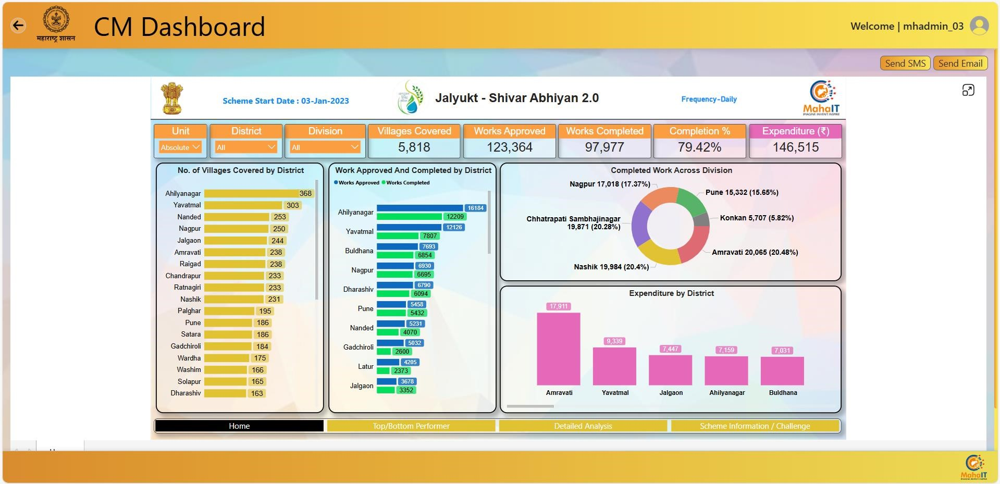 महाराष्ट्र शासन
CM Dashboard
Welcome | mhadmin_03
Send SMS
Send Email
Scheme Start Date : 03-Jan-2023
Jalyukt - Shivar Abhiyan 2.0
Frequency-Daily
MahaIT
IMAGINE. INVENT. INSPIRE
Unit
Absolute
District
All
Division
All
Villages Covered
5,818
Works Approved
123,364
Works Completed
97,977
Completion %
79.42%
Expenditure (₹)
146,515
No. of Villages Covered by District
Ahilyanagar 368
Yavatmal 303
Nanded 253
Nagpur 250
Jalgaon 244
Amravati 238
Raigad 238
Chandrapur 233
Ratnagiri 233
Nashik 231
Palghar 195
Pune 186
Satara 186
Gadchiroli 184
Wardha 175
Washim 166
Solapur 165
Dharashiv 163
Work Approved And Completed by District
Works Approved Works Completed
Ahilyanagar 16184 12209
Yavatmal 12126 7807
Buldhana 7693 6854
Nagpur 6930 6695
Dharashiv 6790 6094
Pune 5458 5432
Nanded 5231 4070
Gadchiroli 5032 2600
Latur 4205 2373
Jalgaon 3678 3352
Completed Work Across Division
Nagpur 17,018 (17.37%)
Pune 15,332 (15.65%)
Chhatrapati Sambhajinagar
19,871 (20.28%)
Konkan 5,707 (5.82%)
Amravati 20,065 (20.48%)
Nashik 19,984 (20.4%)
Expenditure by District
17,911
9,339
7,447
7,159
7,031
Amravati
Yavatmal
Jalgaon
Ahilyanagar
Buldhana
Home
Top/Bottom Performer
Detailed Analysis
Scheme Information / Challenge
MahaIT
IMAGINE. INVENT. INSPIRE